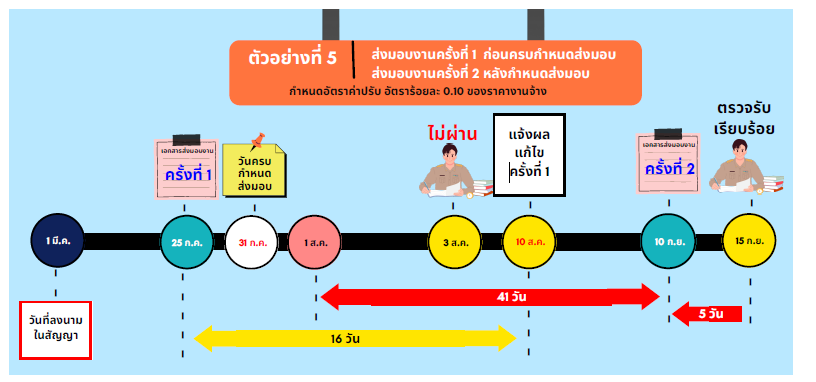 ตัวอย่างที่ 5
ส่งมอบงานครั้งที่ 1 ก่อนครบกำหนดส่งมอบ
ส่งมอบงานครั้งที่ 2 หลังกำหนดส่งมอบ
กำหนดอัตราค่าปรับ อัตราร้อยละ 0.10 ของราคางานจ้าง
เอกสารส่งมอบงาน
ครั้งที่ 1
วันครบ
กำหนด
ส่งมอบ
ไม่ผ่าน
แจ้งผล
แก้ไข
ครั้งที่ 1
เอกสารส่งมอบงาน
ครั้งที่ 2
ตรวจรับ
เรียบร้อย
1 มี.ค.
25 ก.ค.
31 ก.ค.
1 ส.ค.
3 ส.ค.
10 ส.ค.
10 ก.ย.
15 ก.ย.
41 วัน
5 วัน
16 วัน
วันที่ลงนาม
ในสัญญา